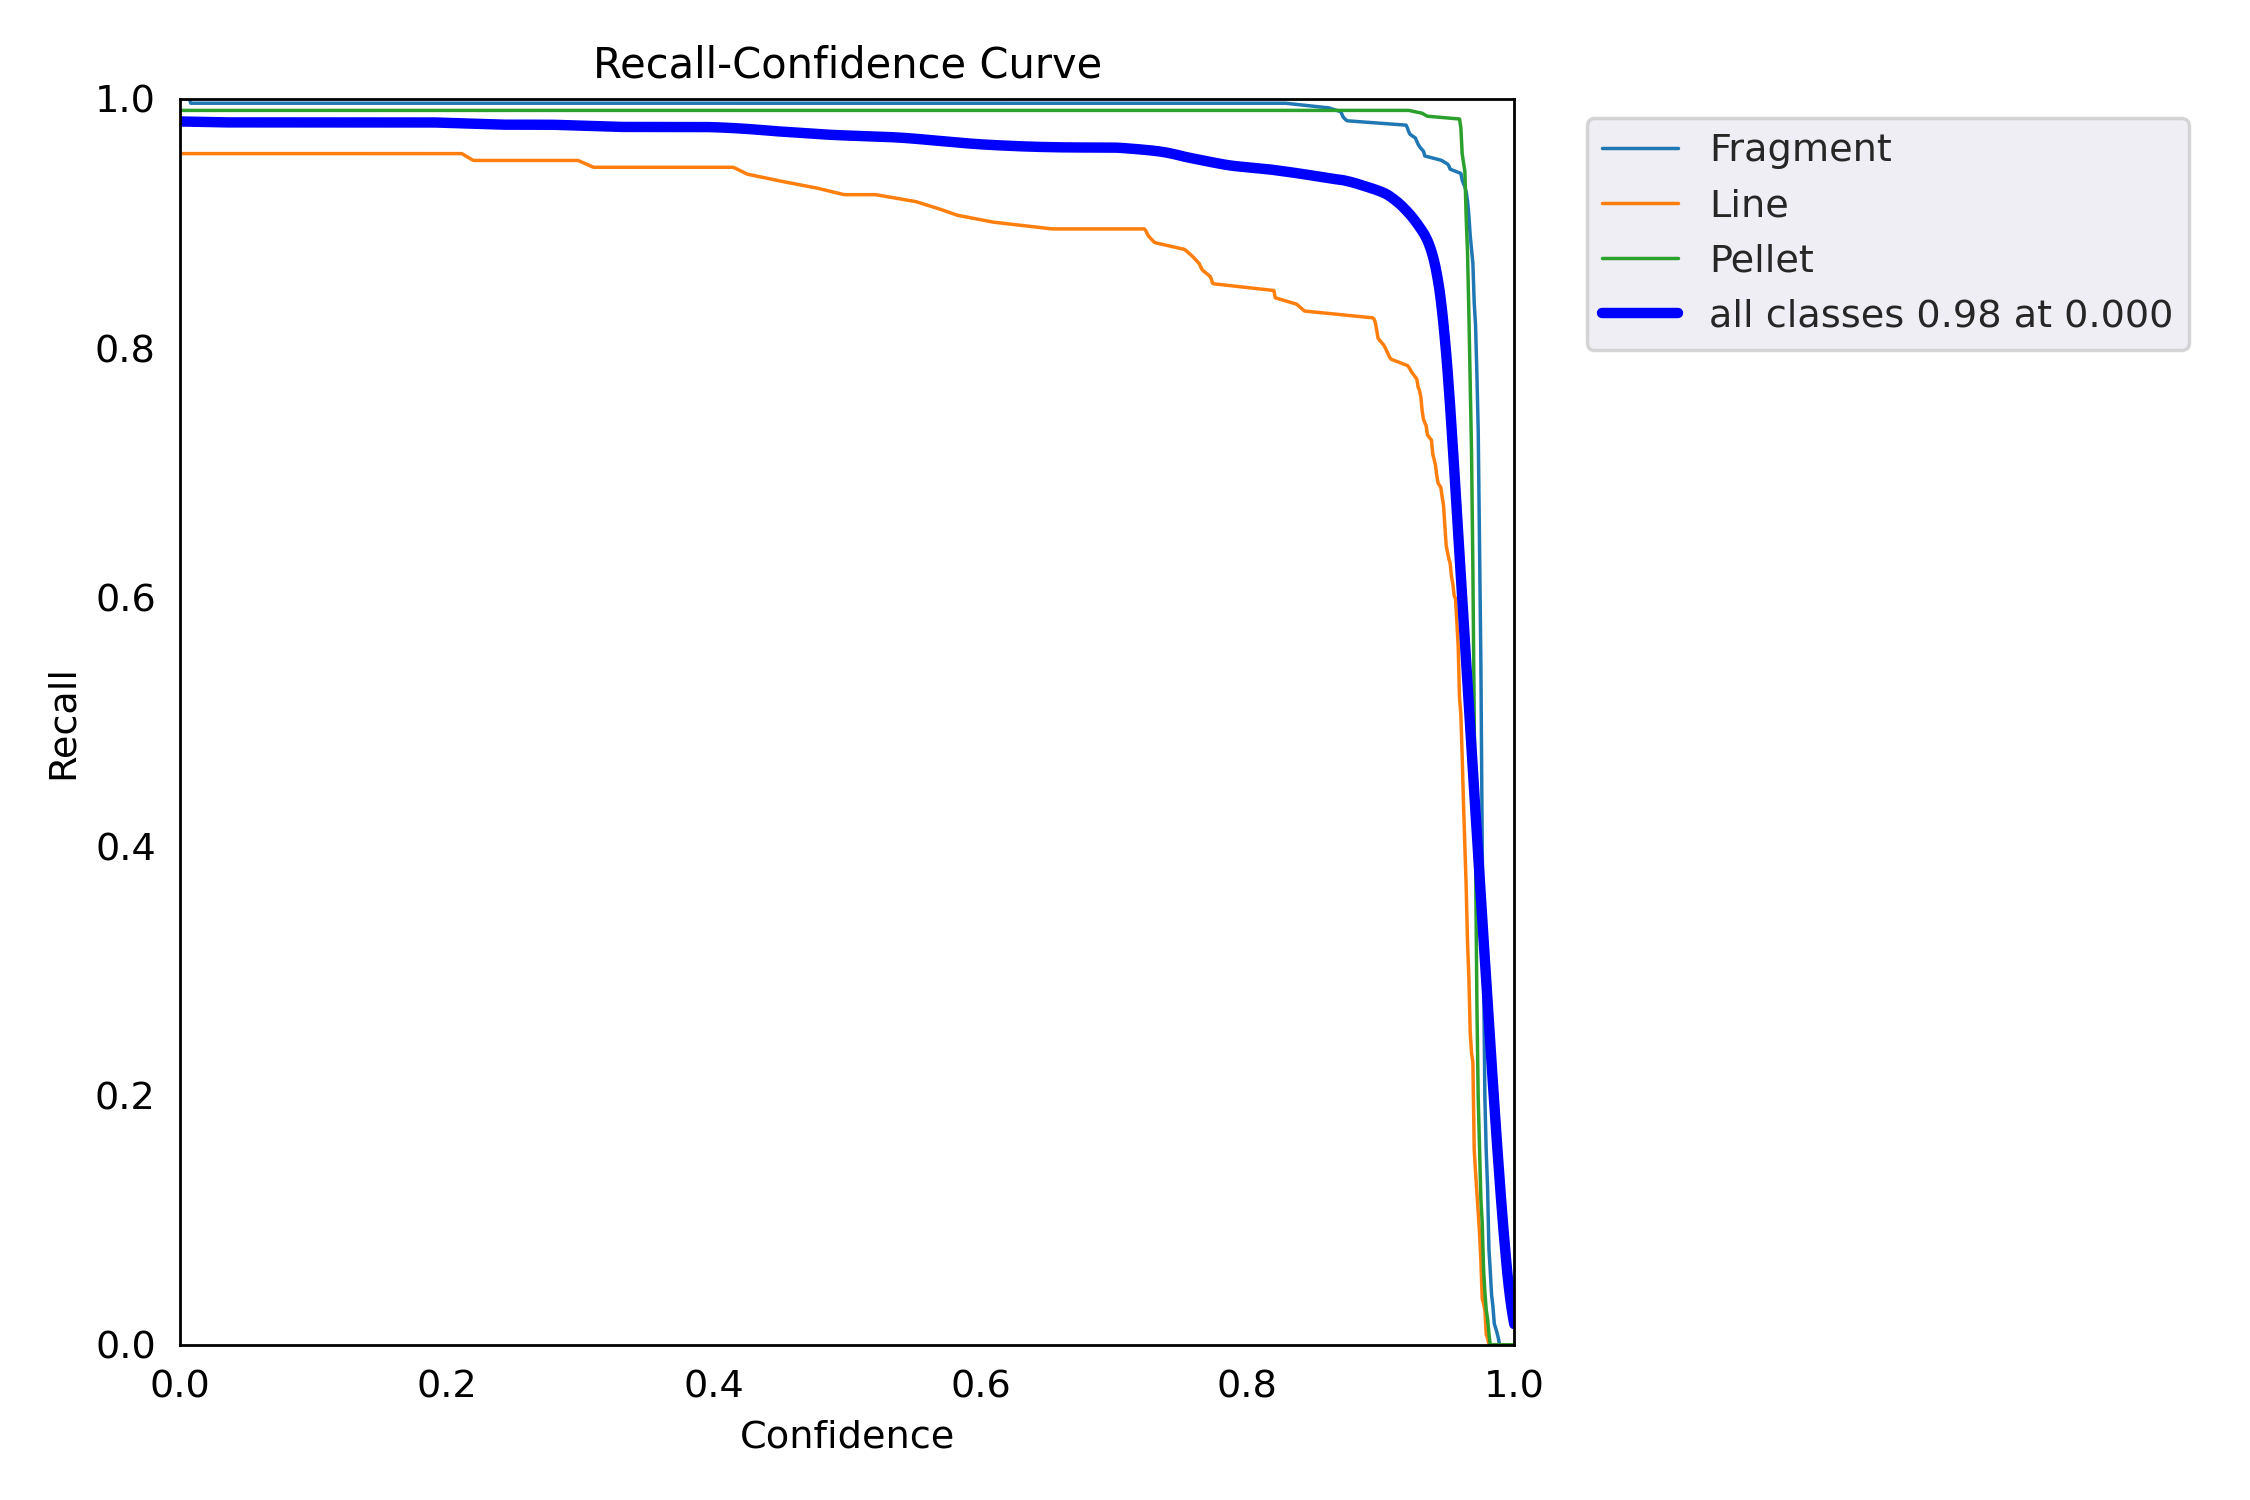 Recall-Confidence Curve
1.0
0.8
0.6
0.4
0.2
0.0
Recall
0.0 0.2 0.4 0.6 0.8 1.0
Confidence
Fragment
Line
Pellet
all classes 0.98 at 0.000